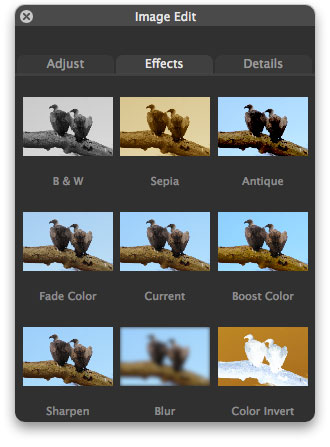 Image Edit
Adjust Effects Details
B & W Sepia Antique
Fade Color Current Boost Color
Sharpen Blur Color Invert